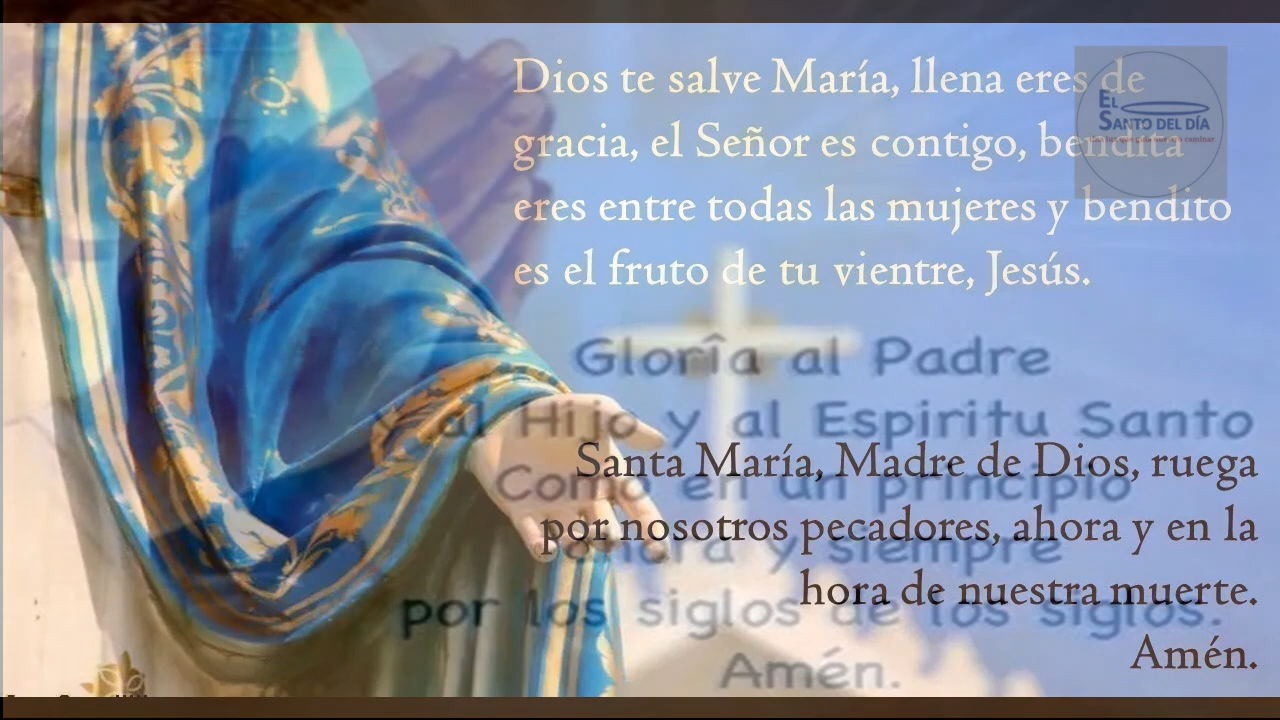 Dios te salve María, llena eres de
gracia, el Señor es contigo, bendita
eres entre todas las mujeres y bendito
es el fruto de tu vientre, Jesús.
EL
SANTO DEL DÍA
Gloria al Padre
y al Hijo y al Espiritu Santo
Como en un principio
ahora y siempre
por los siglos de los siglos.
Amén.
Santa María, Madre de Dios, ruega
por nosotros pecadores, ahora y en la
hora de nuestra muerte.
Amén.